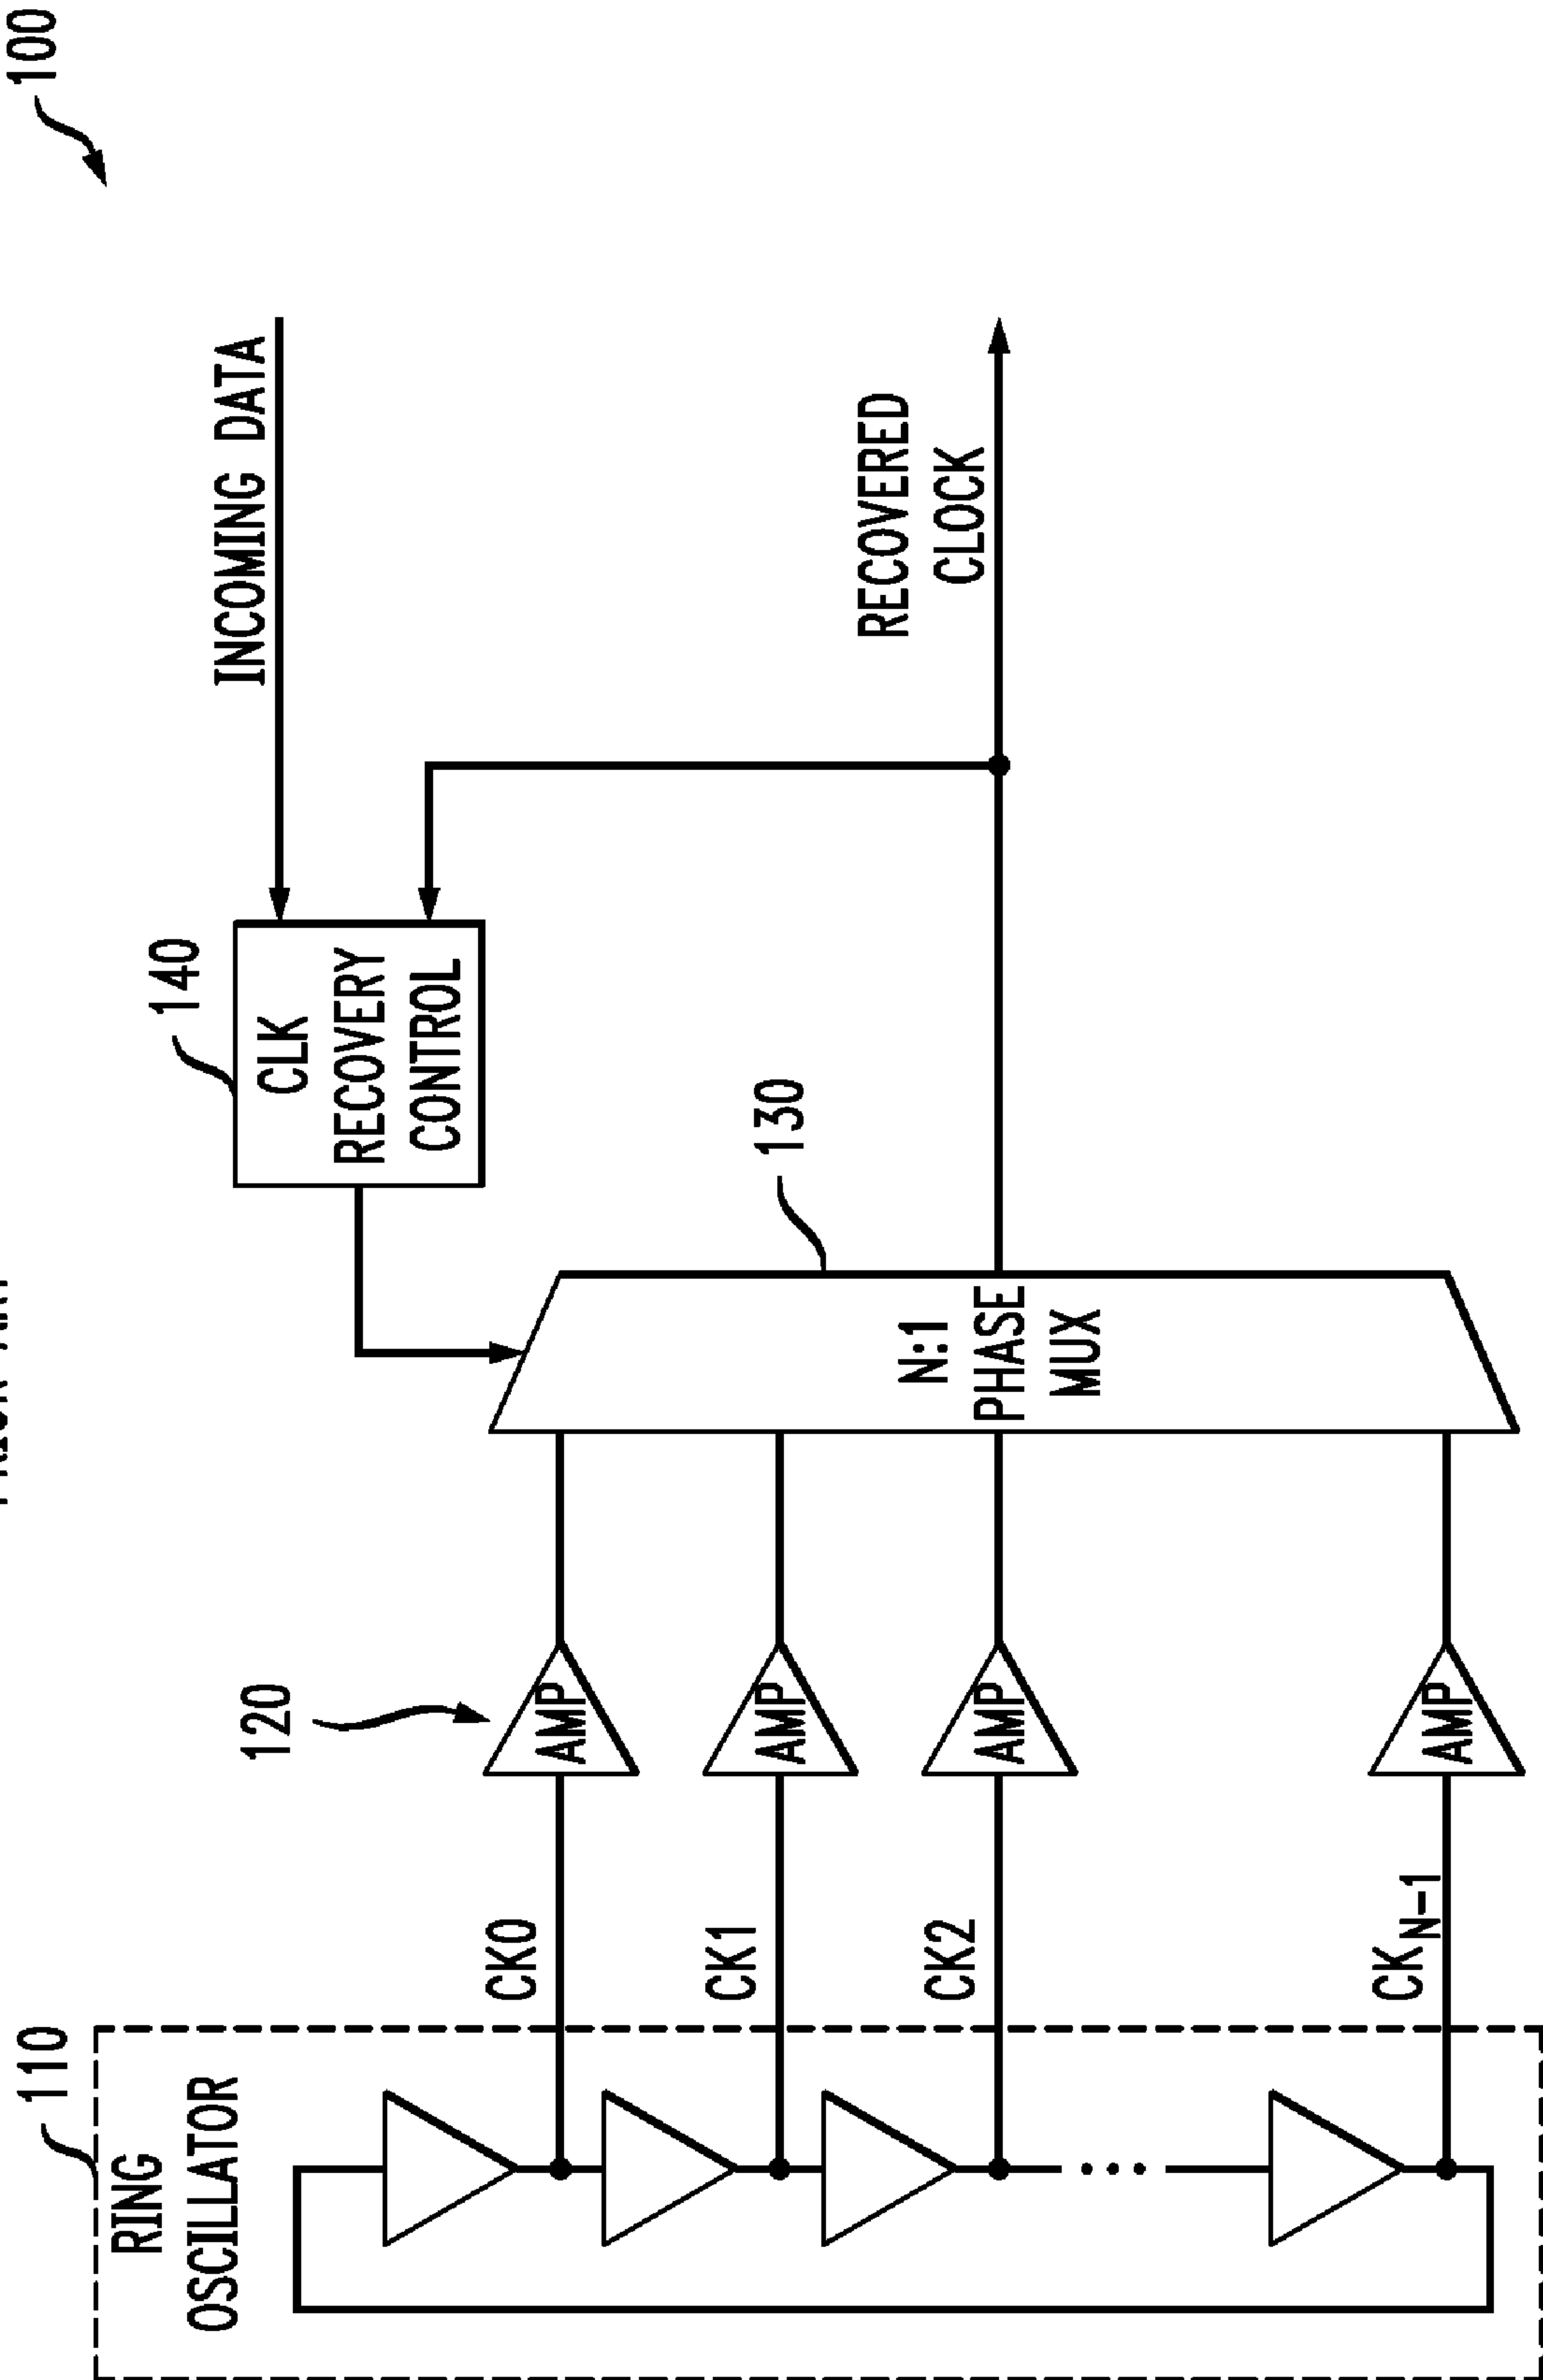 100
INCOMING DATA
RECOVERED
CLOCK
140
CLK
RECOVERY
CONTROL
130
N:1
PHASE
MUX
120
AMP
AMP
AMP
AMP
CK0
CK1
CK2
CKN-1
110
RING
OSCILLATOR